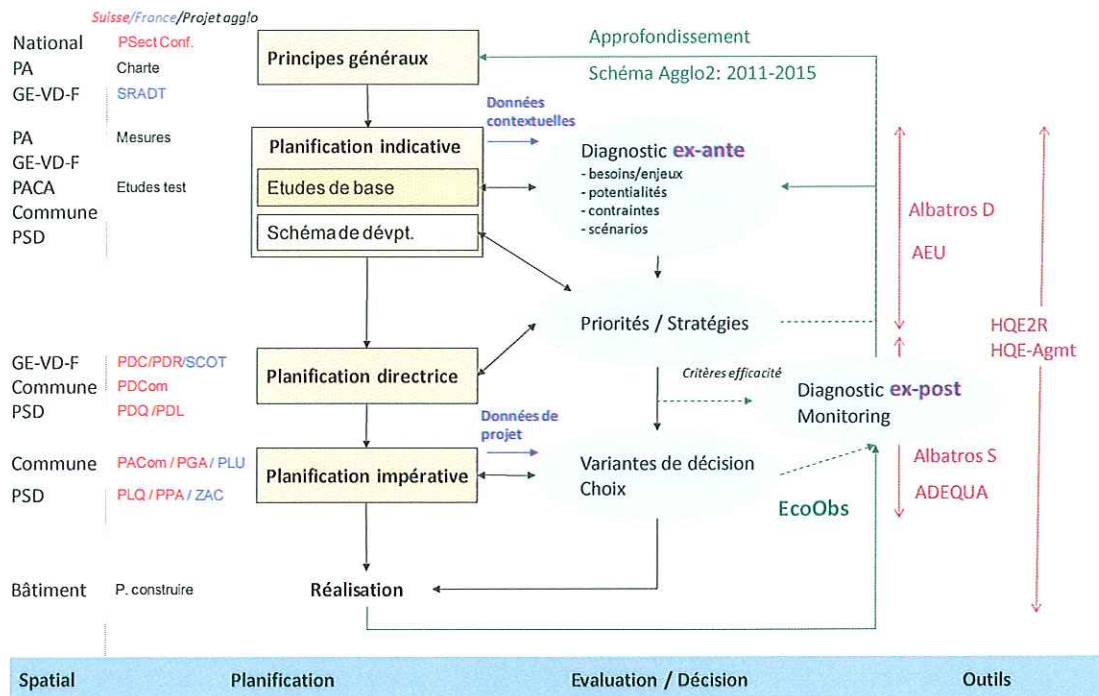 Suisse/France/Projet agglo
National PSect Conf.
PA Charte
GE-VD-F SRADT
Principes généraux
Approfondissement
Schéma Agglo2: 2011-2015
PA Mesures
GE-VD-F
PACA Etudes test
Commune
PSD
Planification indicative
Etudes de base
Schéma de dévpt.
Données
contextuelles
Diagnostic ex-ante
- besoins/enjeux
- potentialités
- contraintes
- scénarios
Albatros D
AEU
Priorités / Stratégies
HQE2R
HQE-Agmt
GE-VD-F PDC/PDR/SCOT
Commune PDCom
PSD PDQ /PDL
Planification directrice
Critères efficacité
Diagnostic ex-post
Monitoring
Données de
projet
Commune PACom / PGA / PLU
PSD PLQ / PPA / ZAC
Planification impérative
Variantes de décision
Choix
Albatros S
ADEQUA
EcoObs
Bâtiment P. construire
Réalisation
Spatial Planification Evaluation / Décision Outils